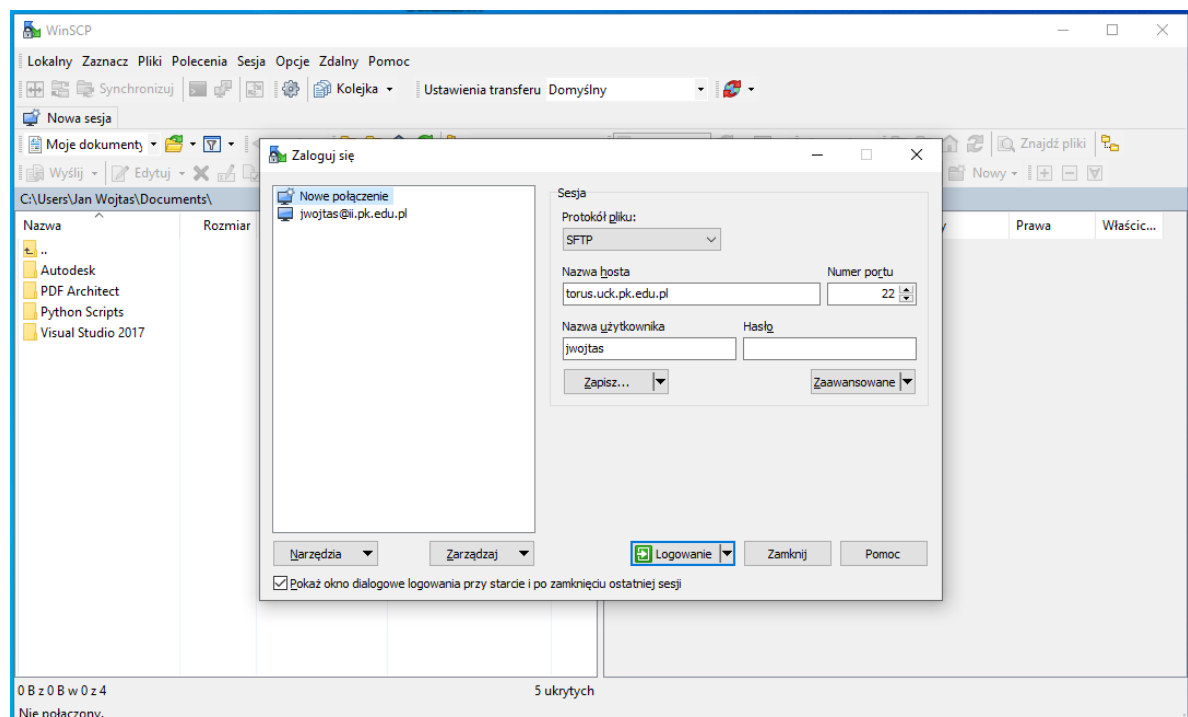 WinSCP
Lokalny Zaznacz Pliki Polecenia Sesja Opcje Zdalny Pomoc
Synchronizuj Kolejka Ustawienia transferu Domyślny
Nowa sesja
Moje dokumenty Znajdź pliki
Wyślij Edytuj Nowy
C:\Users\Jan Wojtas\Documents\
Nazwa Rozmiar Prawa Właścic...
..
Autodesk
PDF Architect
Python Scripts
Visual Studio 2017
Zaloguj się
Nowe połączenie
jwojtas@ii.pk.edu.pl
Sesja
Protokół pliku:
SFTP
Nazwa hosta Numer portu
torus.uck.pk.edu.pl 22
Nazwa użytkownika Hasło
jwojtas
Zapisz... Zaawansowane
Narzędzia Zarządzaj Logowanie Zamknij Pomoc
Pokaż okno dialogowe logowania przy starcie i po zamknięciu ostatniej sesji
0 B z 0 B w 0 z 4 5 ukrytych
Nie połączony.